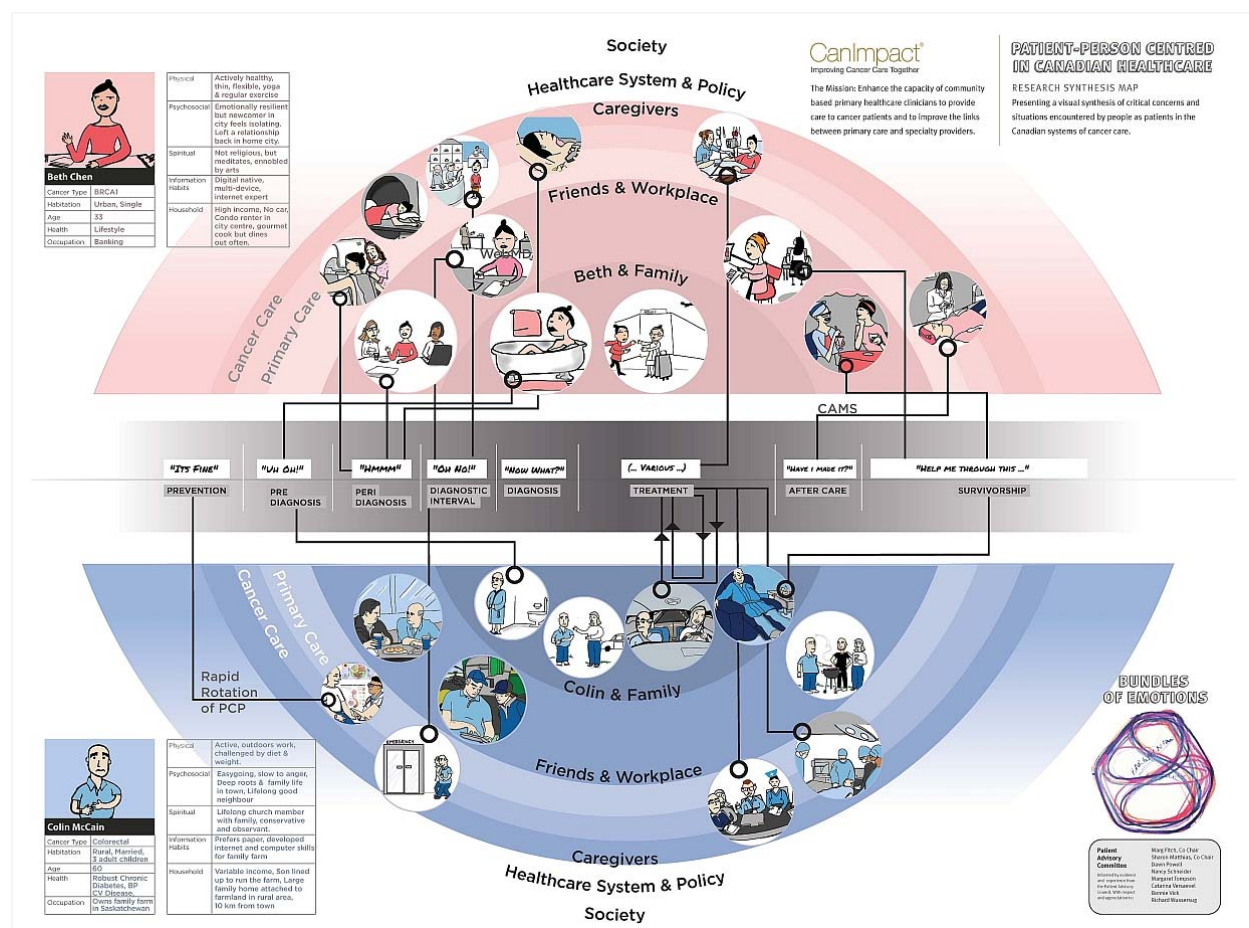 Society
Healthcare System & Policy
Caregivers
Friends & Workplace
Beth & Family
Cancer Care
Primary Care
CanImpact
Improving Cancer Care Together
The Mission: Enhance the capacity of community
based primary healthcare clinicians to provide
care to cancer patients and to improve the links
between primary care and specialty providers.
PATIENT-PERSON CENTRED
IN CANADIAN HEALTHCARE
RESEARCH SYNTHESIS MAP
Presenting a visual synthesis of critical concerns and
situations encountered by people as patients in the
Canadian systems of cancer care.
Beth Chen
Cancer Type BRCA1
Habitation Urban, Single
Age 33
Health Lifestyle
Occupation Banking
Physical Actively healthy,
thin, flexible, yoga
& regular exercise
Psychosocial Emotionally resilient
but newcomer in
city feels isolating.
Left a relationship
back in home city.
Spiritual Not religious, but
meditates, ennobled
by arts
Information Habits Digital native,
multi-device,
internet expert
Household High income, No car,
Condo renter in
city centre, gourmet
cook but dines
out often.
WebMD
CAMS
"ITS FINE"
"UH OH!"
"HMMM"
"OH NO!"
"NOW WHAT?"
(... VARIOUS ...)
"HAVE I MADE IT?"
"HELP ME THROUGH THIS ..."
PREVENTION
PRE
DIAGNOSIS
PERI
DIAGNOSIS
DIAGNOSTIC
INTERVAL
DIAGNOSIS
TREATMENT
AFTER CARE
SURVIVORSHIP
Primary Care
Cancer Care
Rapid
Rotation
of PCP
EMERGENCY
Colin & Family
Friends & Workplace
Caregivers
Healthcare System & Policy
Society
Colin McCain
Cancer Type Colorectal
Habitation Rural, Married,
3 adult children
Age 60
Health Robust Chronic
Diabetes, BP
CV Disease,
Occupation Owns family farm
in Saskatchewan
Physical Active, outdoors work,
challenged by diet &
weight.
Psychosocial Easygoing, slow to anger,
Deep roots & family life
in town, Lifelong good
neighbour
Spiritual Lifelong church member
with family, conservative
and observant.
Information Habits Prefers paper, developed
internet and computer skills
for family farm
Household Variable income, Son lined
up to run the farm, Large
family home attached to
farmland in rural area,
10 km from town
BUNDLES
OF EMOTIONS
Patient
Advisory
Committee
Marg Fitch, Co Chair
Sharon Matthias, Co Chair
Dawn Powell
Nancy Schneider
Margaret Tompson
Bonnie Vick
Richard Wassersug